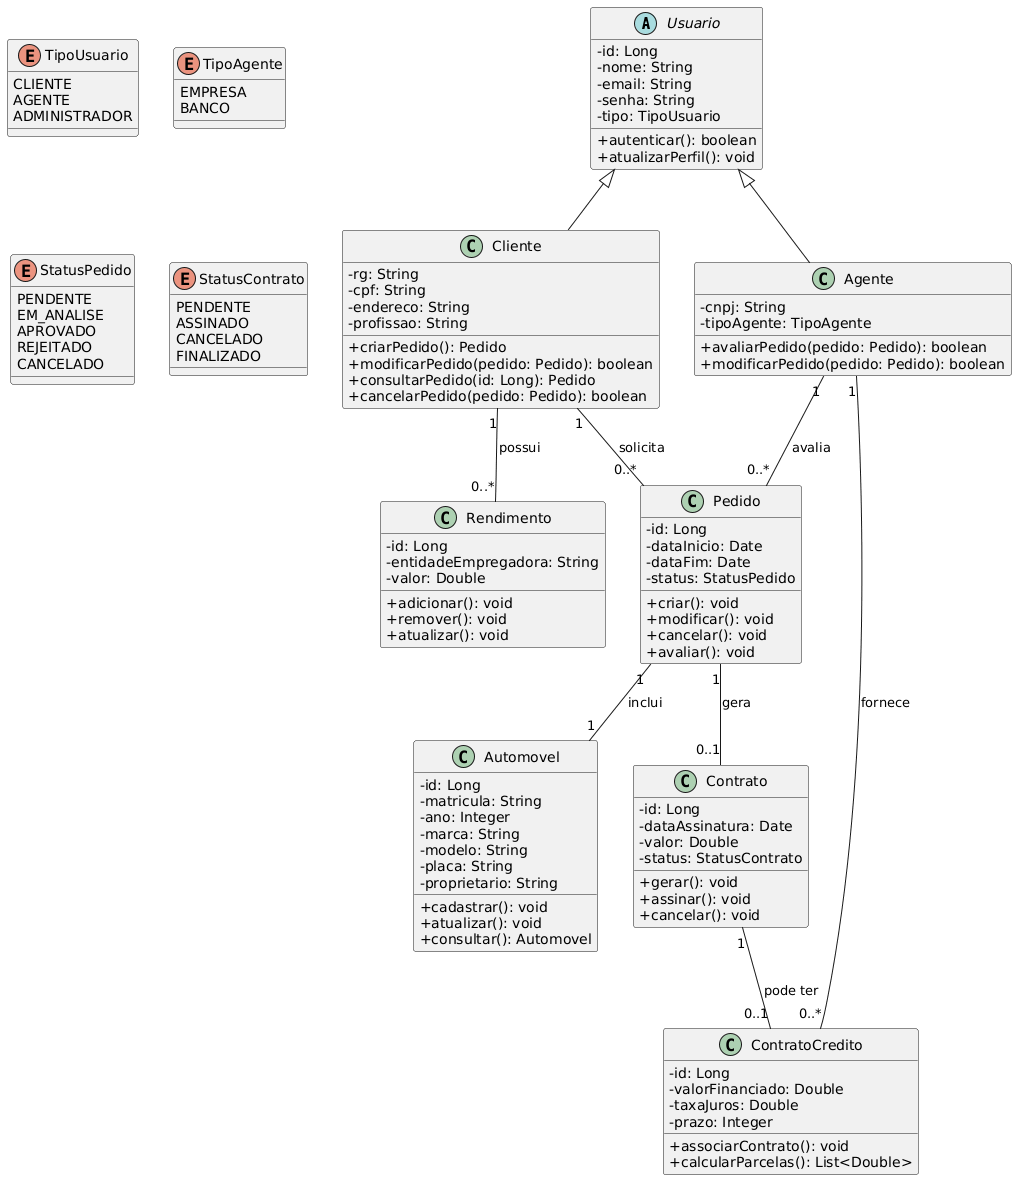 TipoUsuario
CLIENTE
AGENTE
ADMINISTRADOR
TipoAgente
EMPRESA
BANCO
Usuario
-id: Long
-nome: String
-email: String
-senha: String
-tipo: TipoUsuario
+autenticar(): boolean
+atualizarPerfil(): void
StatusPedido
PENDENTE
EM_ANALISE
APROVADO
REJEITADO
CANCELADO
StatusContrato
PENDENTE
ASSINADO
CANCELADO
FINALIZADO
Cliente
-rg: String
-cpf: String
-endereco: String
-profissao: String
+criarPedido(): Pedido
+modificarPedido(pedido: Pedido): boolean
+consultarPedido(id: Long): Pedido
+cancelarPedido(pedido: Pedido): boolean
Agente
-cnpj: String
-tipoAgente: TipoAgente
+avaliarPedido(pedido: Pedido): boolean
+modificarPedido(pedido: Pedido): boolean
1
possui
0..*
1
solicita
0..*
1
avalia
0..*
1
fornece
0..*
Rendimento
-id: Long
-entidadeEmpregadora: String
-valor: Double
+adicionar(): void
+remover(): void
+atualizar(): void
Pedido
-id: Long
-dataInicio: Date
-dataFim: Date
-status: StatusPedido
+criar(): void
+modificar(): void
+cancelar(): void
+avaliar(): void
1
inclui
1
1
gera
0..1
Automovel
-id: Long
-matricula: String
-ano: Integer
-marca: String
-modelo: String
-placa: String
-proprietario: String
+cadastrar(): void
+atualizar(): void
+consultar(): Automovel
Contrato
-id: Long
-dataAssinatura: Date
-valor: Double
-status: StatusContrato
+gerar(): void
+assinar(): void
+cancelar(): void
1
pode ter
0..1
ContratoCredito
-id: Long
-valorFinanciado: Double
-taxaJuros: Double
-prazo: Integer
+associarContrato(): void
+calcularParcelas(): List<Double>